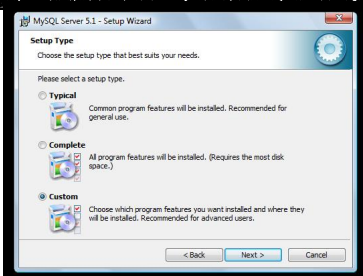 MySQL Server 5.1 - Setup Wizard
Setup Type
Choose the setup type that best suits your needs.
Please select a setup type.
Typical
Common program features will be installed. Recommended for
general use.
Complete
All program features will be installed. (Requires the most disk
space.)
Custom
Choose which program features you want installed and where they
will be installed. Recommended for advanced users.
< Back
Next >
Cancel